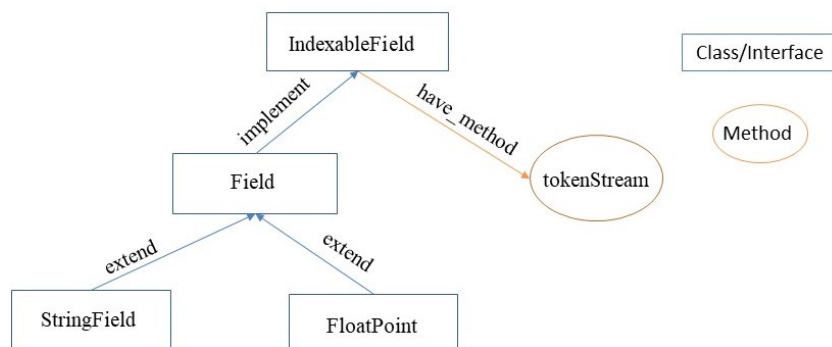 IndexableField
Class/Interface
implement
have_method
Method
Field
tokenStream
extend
extend
StringField
FloatPoint